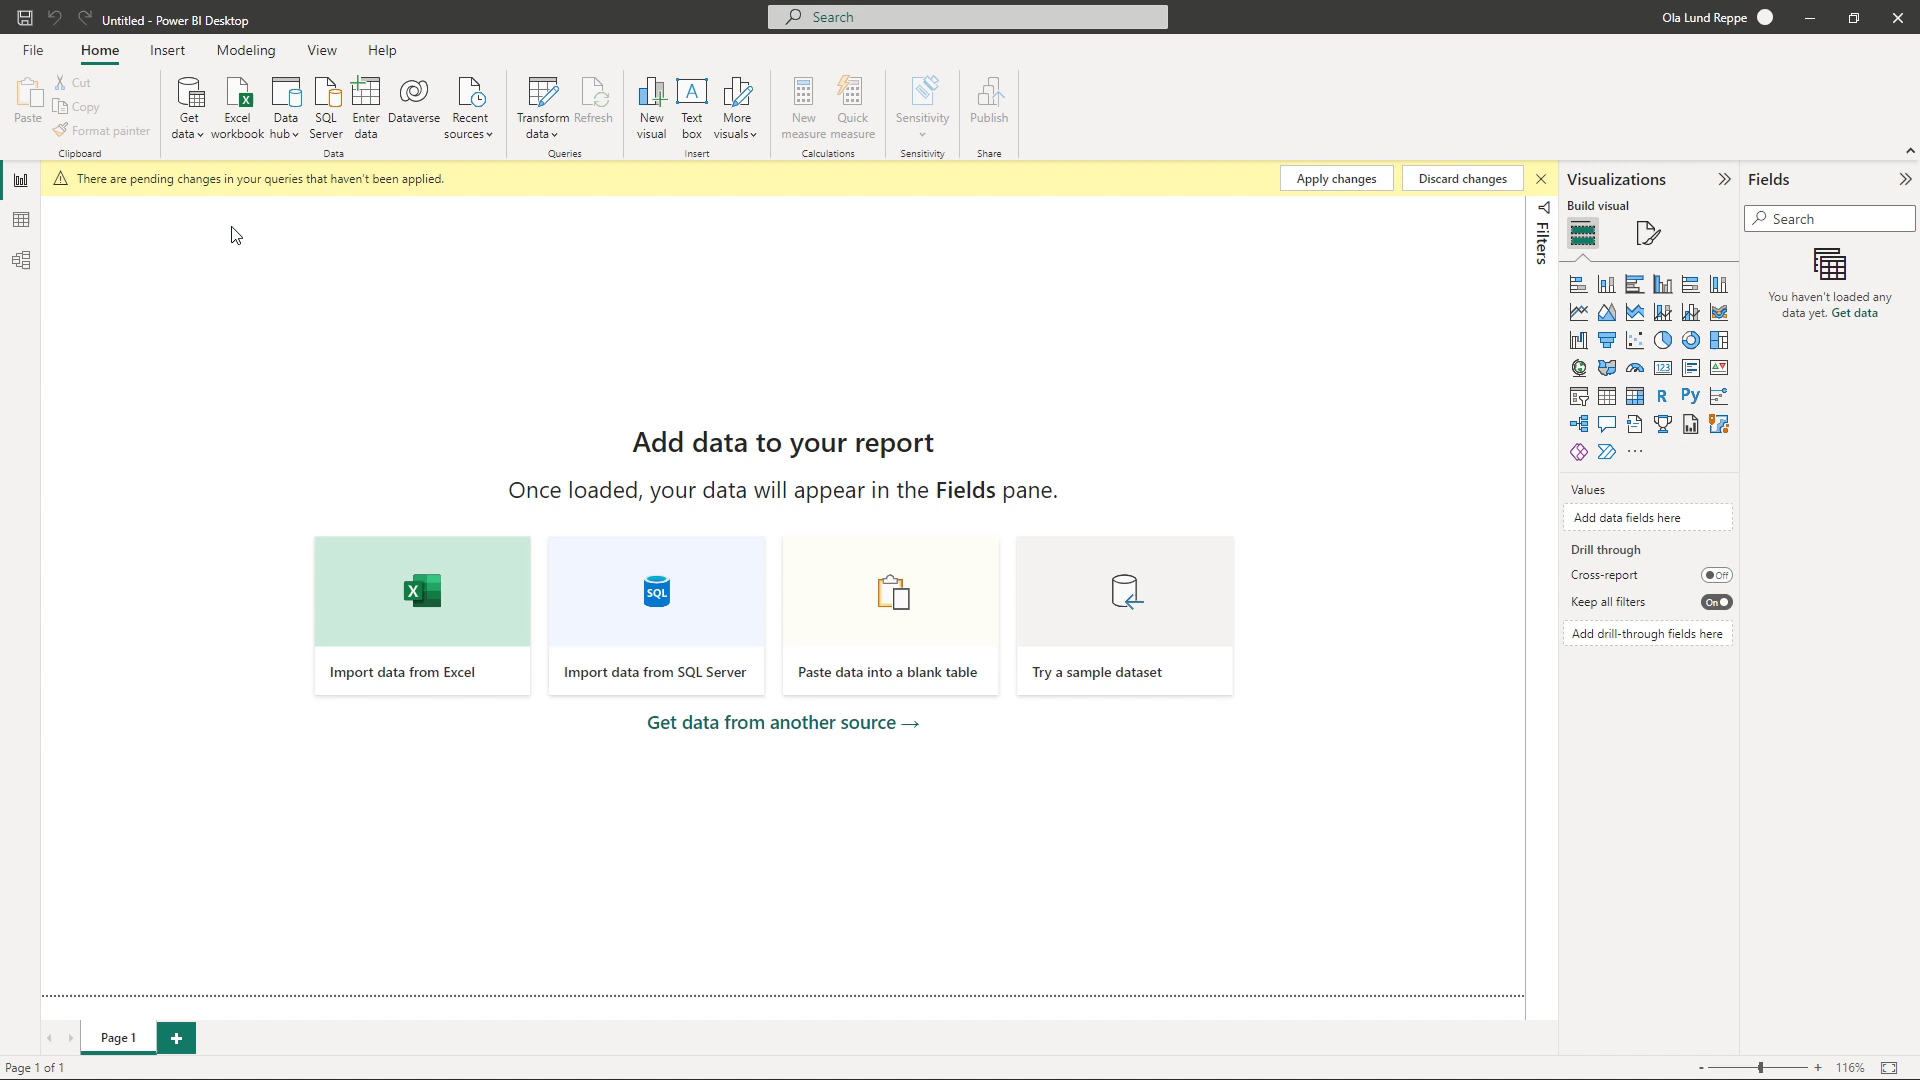 Untitled - Power BI Desktop
Search
Ola Lund Reppe
File Home Insert Modeling View Help
Paste
Cut
Copy
Format painter
Clipboard
Get data
Excel workbook
Data hub
SQL Server
Enter data
Dataverse
Recent sources
Data
Transform data
Refresh
Queries
New visual
Text box
More visuals
Insert
New measure
Quick measure
Calculations
Sensitivity
Sensitivity
Publish
Share
There are pending changes in your queries that haven't been applied.
Apply changes
Discard changes
Filters
Add data to your report
Once loaded, your data will appear in the Fields pane.
X
Import data from Excel
SQL
Import data from SQL Server
Paste data into a blank table
Try a sample dataset
Get data from another source →
Visualizations
Build visual
123
R
Py
Values
Add data fields here
Drill through
Cross-report
Off
Keep all filters
On
Add drill-through fields here
Fields
Search
You haven't loaded any
data yet. Get data
Page 1
Page 1 of 1
- + 116%